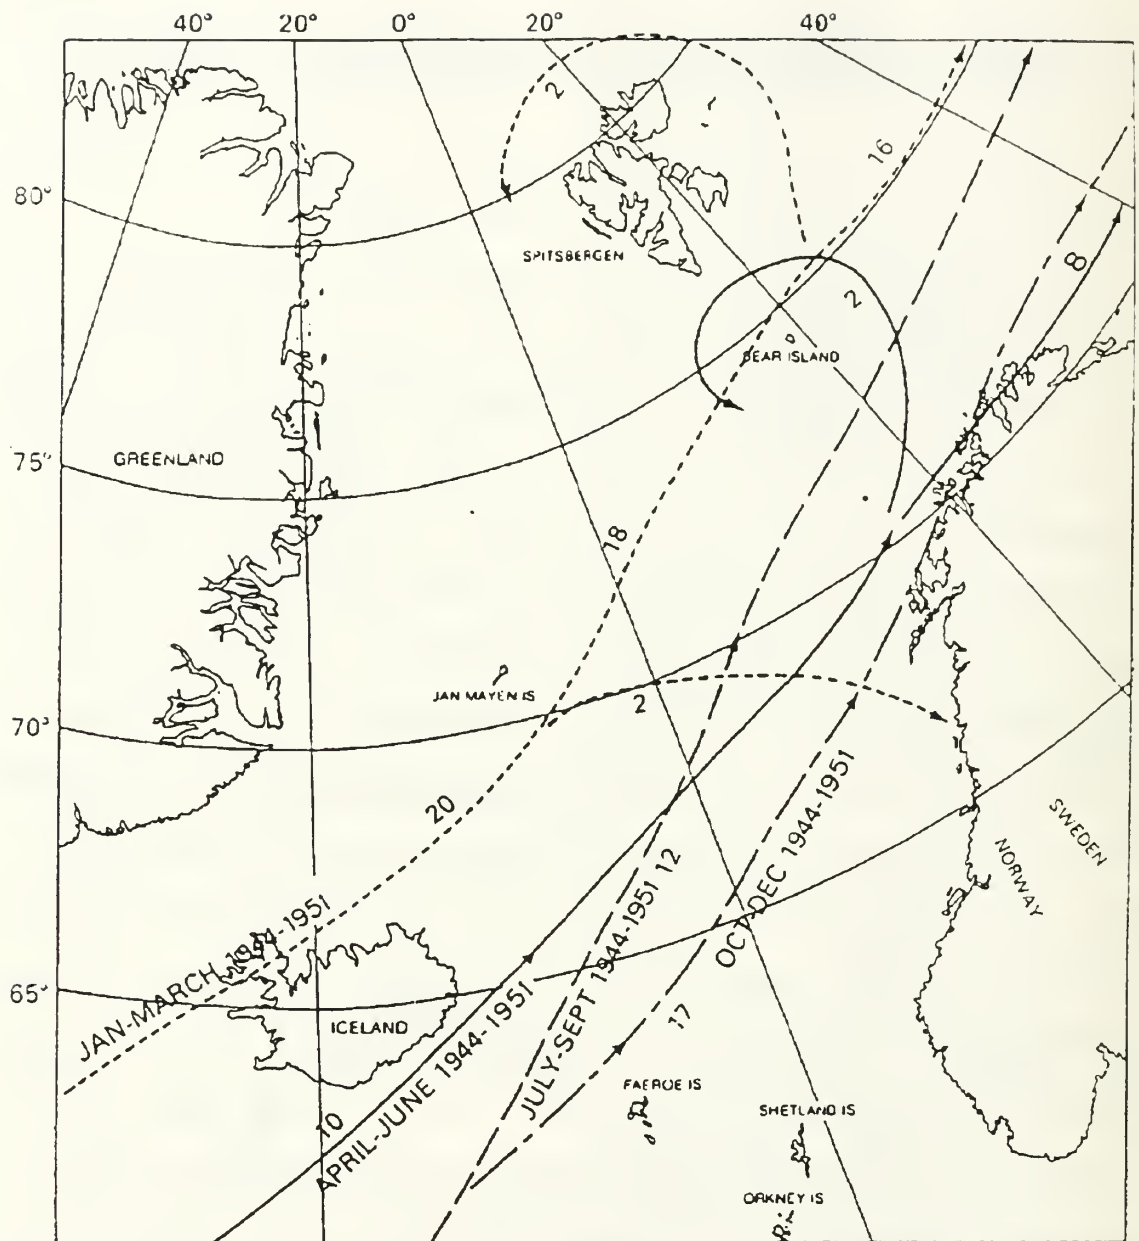 40° 20° 0° 20° 40°
2
16
80°
SPITSBERGEN
8
2
BEAR ISLAND
GREENLAND
75°
18
JAN MAYEN IS
70°
2
20
SWEDEN
NORWAY
JAN-MARCH 1944-1951
APRIL-JUNE 1944-1951
10
JULY-SEPT 1944-1951 12
OCT-DEC 1944-1951
17
65°
ICELAND
FAEROE IS
SHETLAND IS
ORKNEY IS